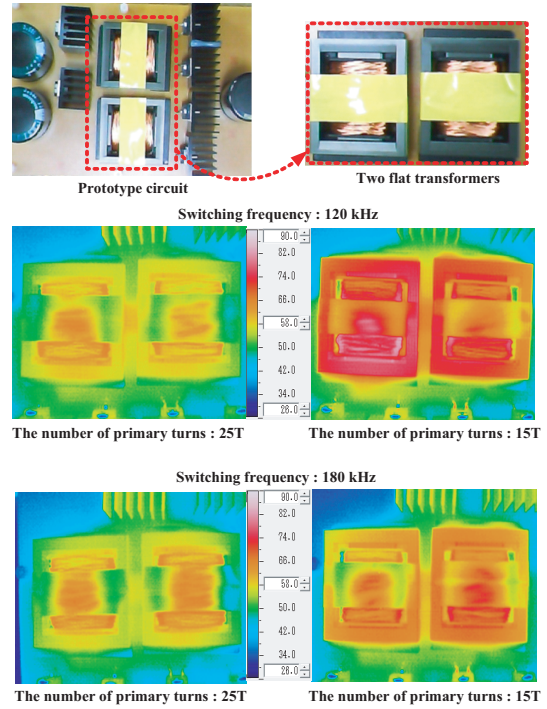 Prototype circuit
Two flat transformers
Switching frequency : 120 kHz
90.0
82.0
74.0
66.0
58.0
50.0
42.0
34.0
26.0
The number of primary turns : 25T
The number of primary turns : 15T
Switching frequency : 180 kHz
90.0
82.0
74.0
66.0
58.0
50.0
42.0
34.0
26.0
The number of primary turns : 25T
The number of primary turns : 15T